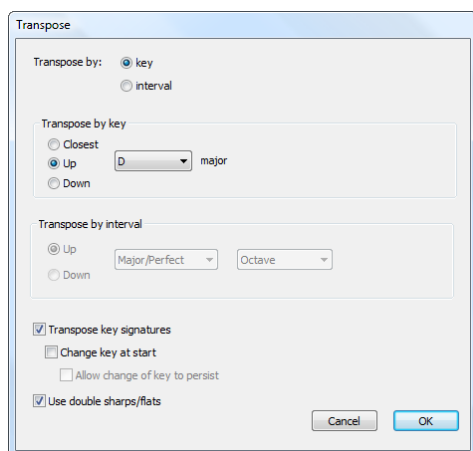 Transpose
Transpose by: key
interval
Transpose by key
Closest
Up D major
Down
Transpose by interval
Up Major/Perfect Octave
Down
Transpose key signatures
Change key at start
Allow change of key to persist
Use double sharps/flats
Cancel OK